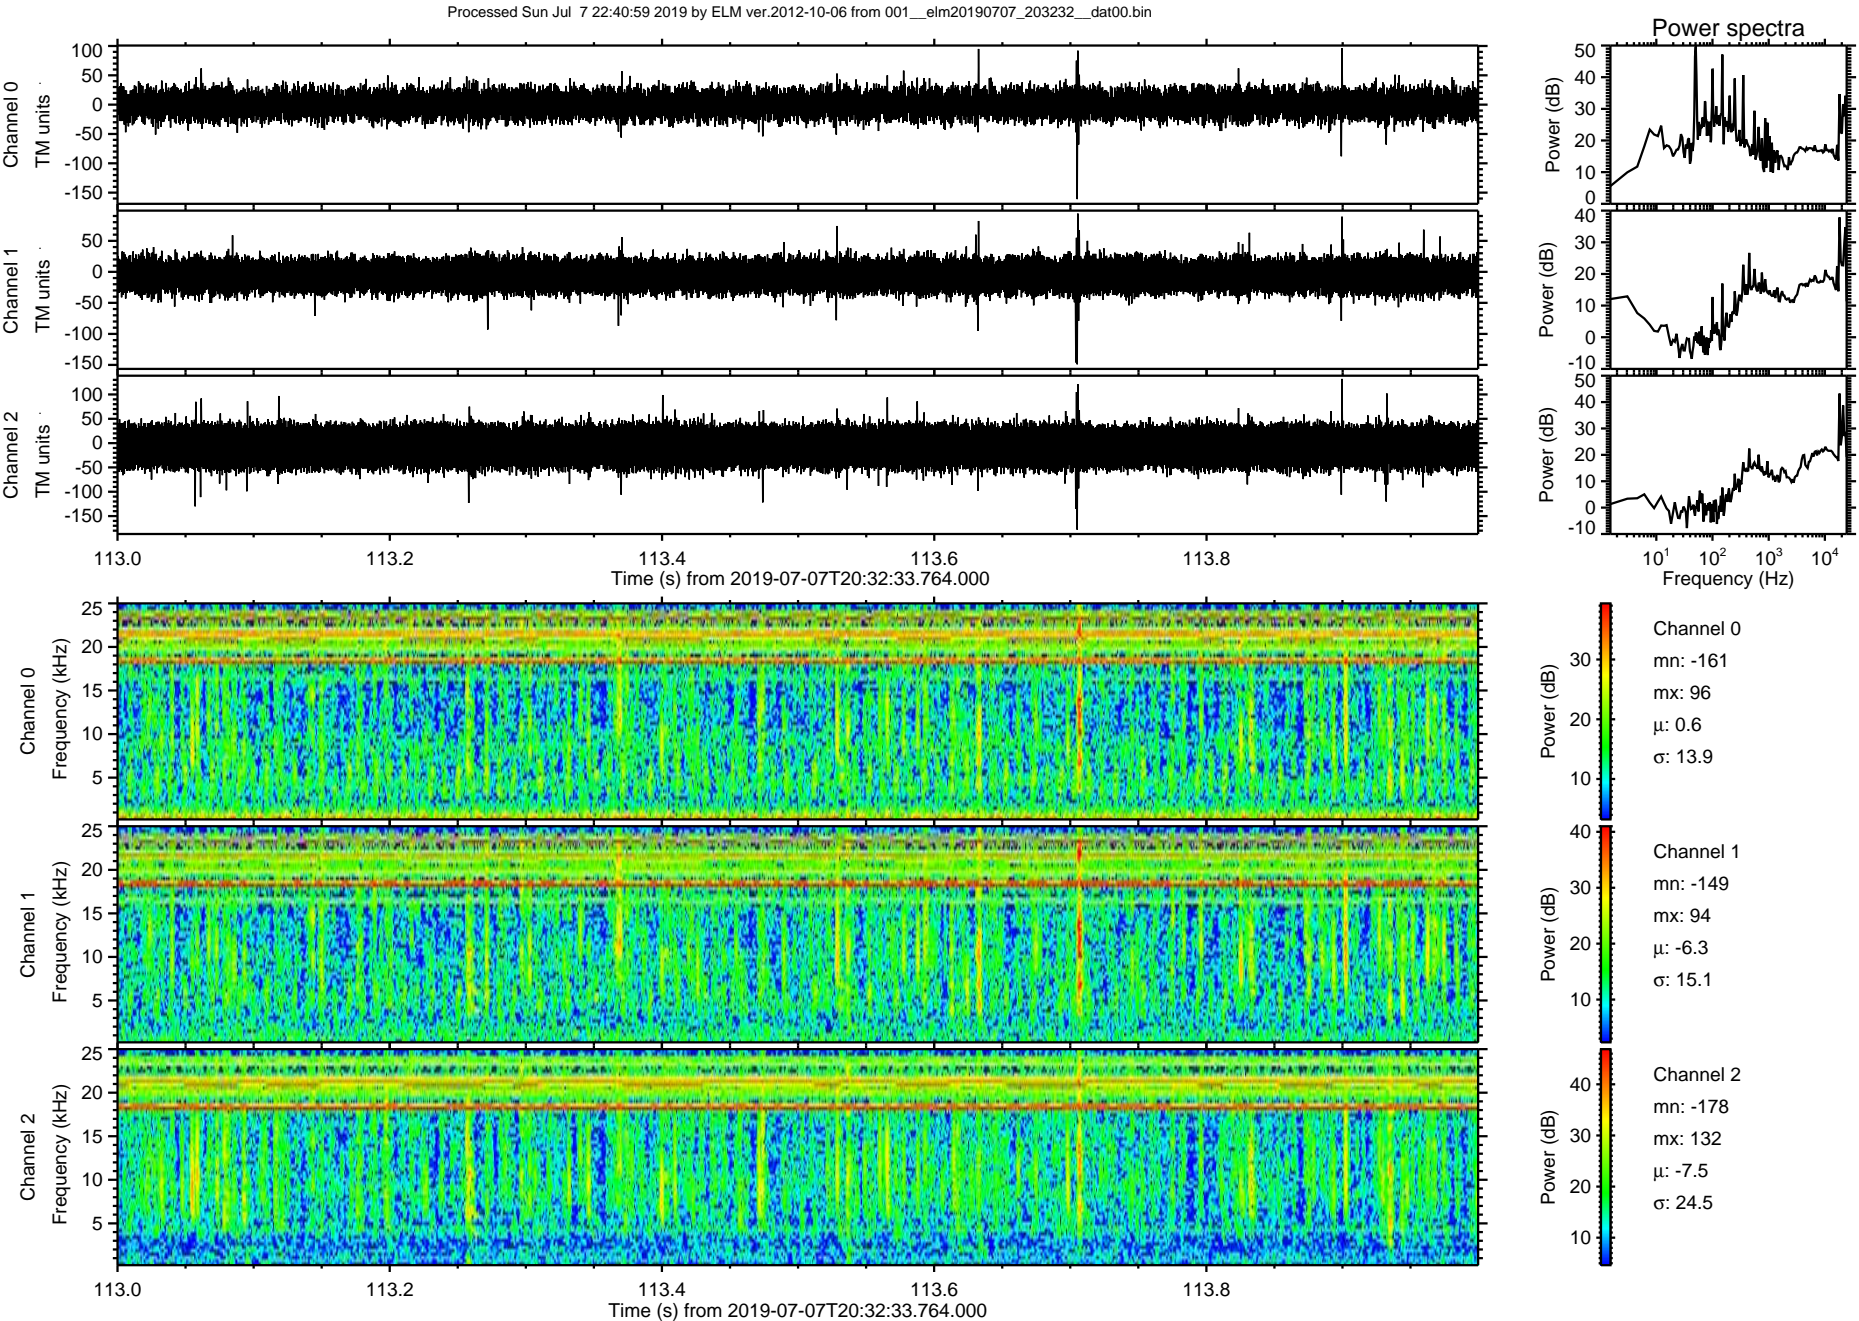 Processed Sun Jul  7 22:40:59 2019 by ELM ver.2012-10-06 from 001__elm20190707_203232__dat00.bin
Power spectra
Channel 0
TM units
100
50
0
-50
-100
-150
Power (dB)
50
40
30
20
10
0
Channel 1
TM units
50
0
-50
-100
-150
Power (dB)
40
30
20
10
0
-10
Channel 2
TM units
100
50
0
-50
-100
-150
Power (dB)
50
40
30
20
10
0
-10
113.0 113.2 113.4 113.6 113.8
Time (s) from 2019-07-07T20:32:33.764.000
10¹ 10² 10³ 10⁴
Frequency (Hz)
Channel 0
Frequency (kHz)
25
20
15
10
5
Power (dB)
30
20
10
Channel 0
mn: -161
mx: 96
μ: 0.6
σ: 13.9
Channel 1
Frequency (kHz)
25
20
15
10
5
Power (dB)
40
30
20
10
Channel 1
mn: -149
mx: 94
μ: -6.3
σ: 15.1
Channel 2
Frequency (kHz)
25
20
15
10
5
Power (dB)
40
30
20
10
Channel 2
mn: -178
mx: 132
μ: -7.5
σ: 24.5
113.0 113.2 113.4 113.6 113.8
Time (s) from 2019-07-07T20:32:33.764.000